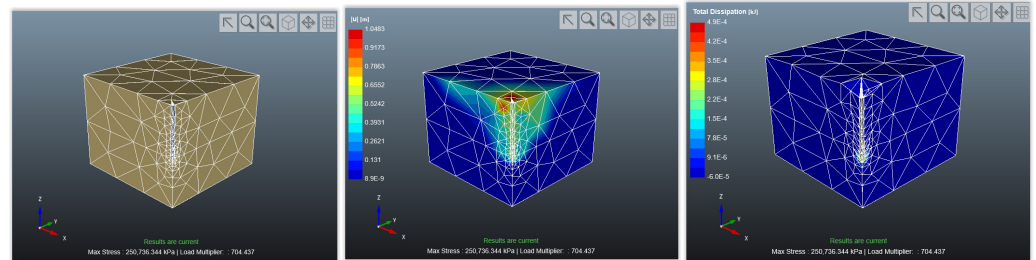 Z
Y
X
Results are current
Max Stress : 250,736.344 kPa | Load Multiplier: : 704.437
|u| [m]
1.0483
0.9173
0.7863
0.6552
0.5242
0.3931
0.2621
0.131
8.9E-9
Z
Y
X
Results are current
Max Stress : 250,736.344 kPa | Load Multiplier: : 704.437
Total Dissipation [kJ]
4.9E-4
4.2E-4
3.5E-4
2.8E-4
2.2E-4
1.5E-4
7.8E-5
9.1E-6
-6.0E-5
Z
Y
X
Results are current
Max Stress : 250,736.344 kPa | Load Multiplier: : 704.437